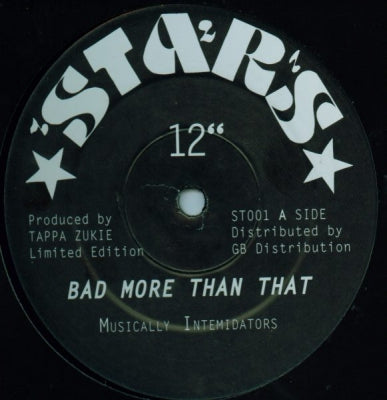 STARS
12"
Produced by
TAPPA ZUKIE
Limited Edition
ST001 A SIDE
Distributed by
GB Distribution
BAD MORE THAN THAT
MUSICALLY INTEMIDATORS